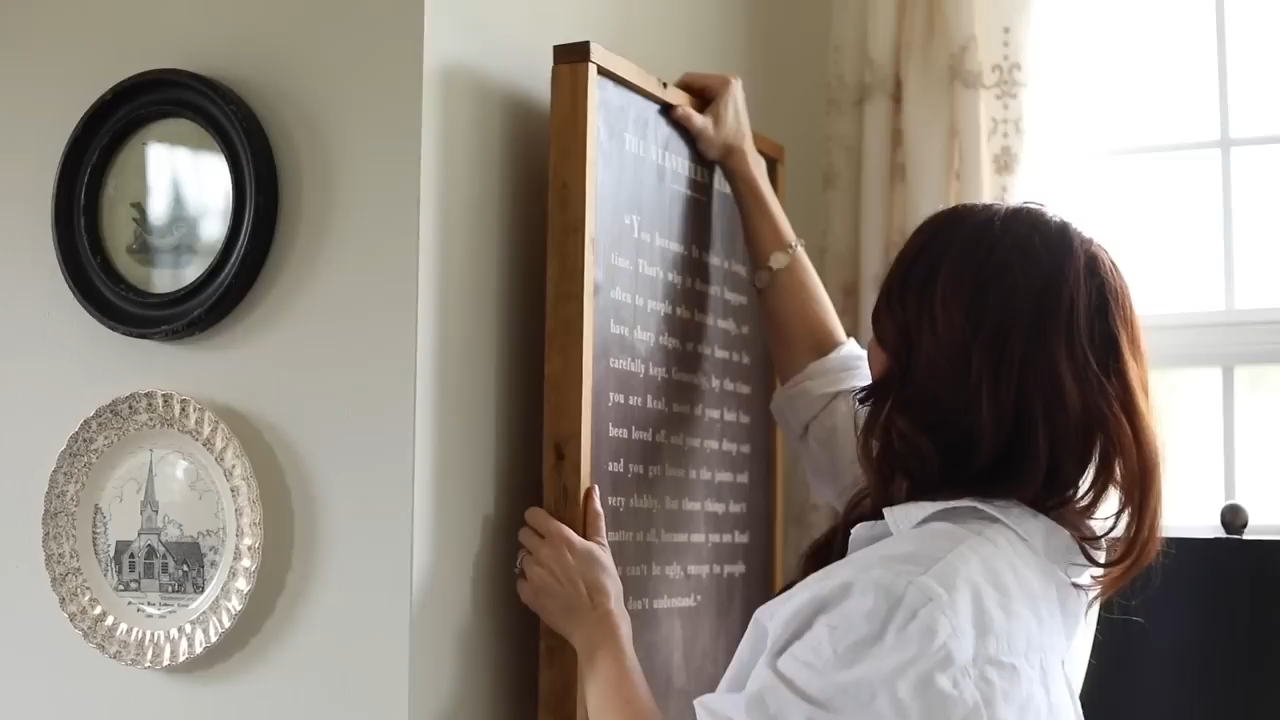 THE VELVETEEN
“You become. It takes a long
time. That's why it doesn't happen
often to people who break easily, or
have sharp edges, or who have to be
carefully kept. Generally, by the time
you are Real, most of your hair has
been loved off, and your eyes drop out
and you get loose in the joints and
very shabby. But these things don't
matter at all, because once you are Real
can't be ugly, except to people
don't understand.”